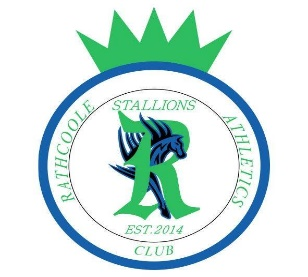 RATHCOOLE
STALLIONS
ATHLETICS
R
EST.2014
CLUB